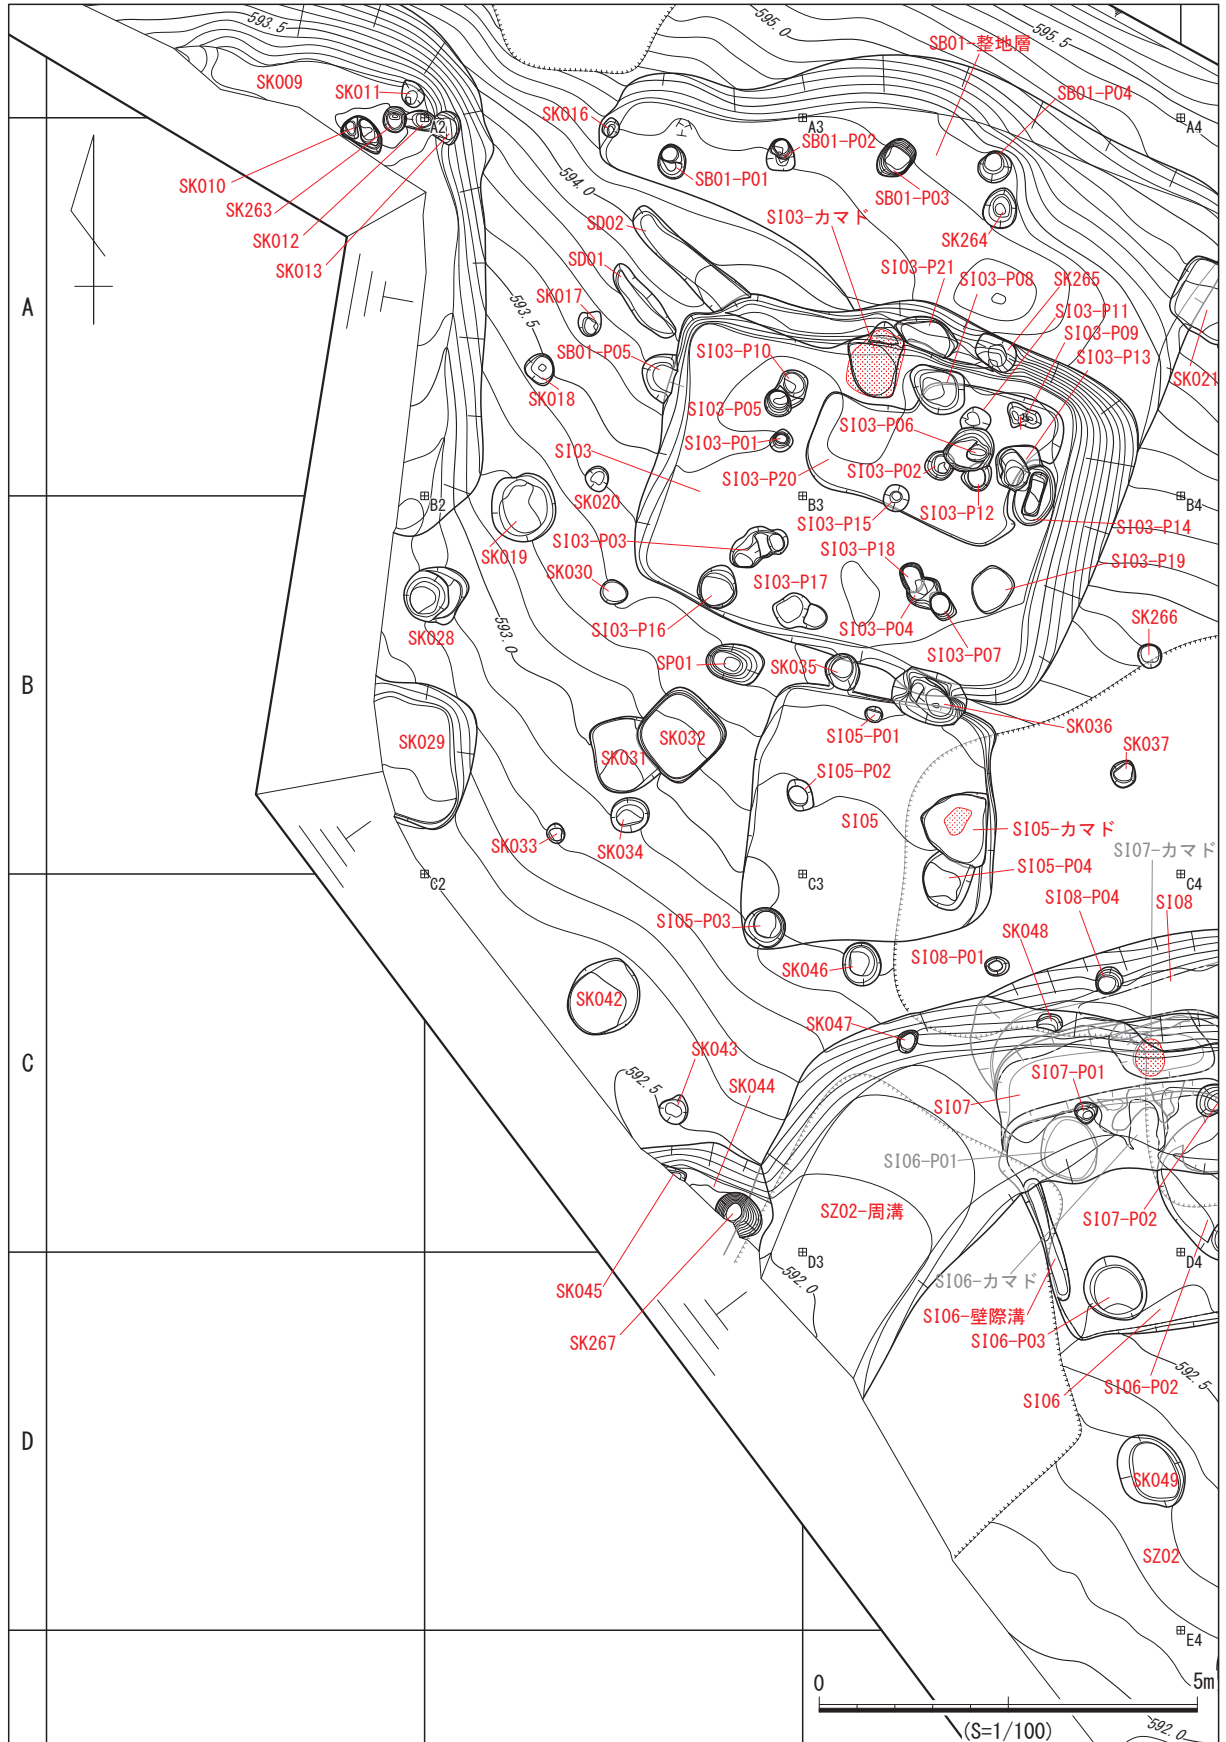 593.5
595.0
SB01-整地層
595.5
SK009
SK011
SK016
SB01-P04
A2
A3
A4
SB01-P02
SB01-P01
SB01-P03
SK010
SK263
SK012
SK013
594.0
SD02
SI03-カマド
SK264
SD01
SI03-P21
SI03-P08
SK265
A
593.5
SK017
SI03-P11
SI03-P09
SI03-P13
SB01-P05
SI03-P10
SK021
SK018
SI03-P05
SI03-P06
SI03-P01
SI03
SI03-P02
SI03-P20
SK020
B2
B3
B4
SI03-P12
SI03-P15
SI03-P14
SK019
SI03-P03
SI03-P18
SI03-P19
SK030
SI03-P17
SK028
593.0
SI03-P16
SI03-P04
SK266
SI03-P07
SP01
SK035
B
SK036
SK029
SK032
SI05-P01
SK031
SK037
SI05-P02
SI05
SI05-カマド
SK033
SK034
SI07-カマド
SI05-P04
C2
C3
C4
SI08-P04
SI08
SI05-P03
SK048
SK046
SI08-P01
SK042
SK047
C
SK043
SK044
592.5
SI07-P01
SI07
SI06-P01
SZ02-周溝
SI07-P02
D3
D4
SK045
592.0
SI06-カマド
SI06-壁際溝
SK267
SI06-P03
592.5
SI06-P02
SI06
D
SK049
SZ02
E4
0
5m
(S=1/100)
592.0